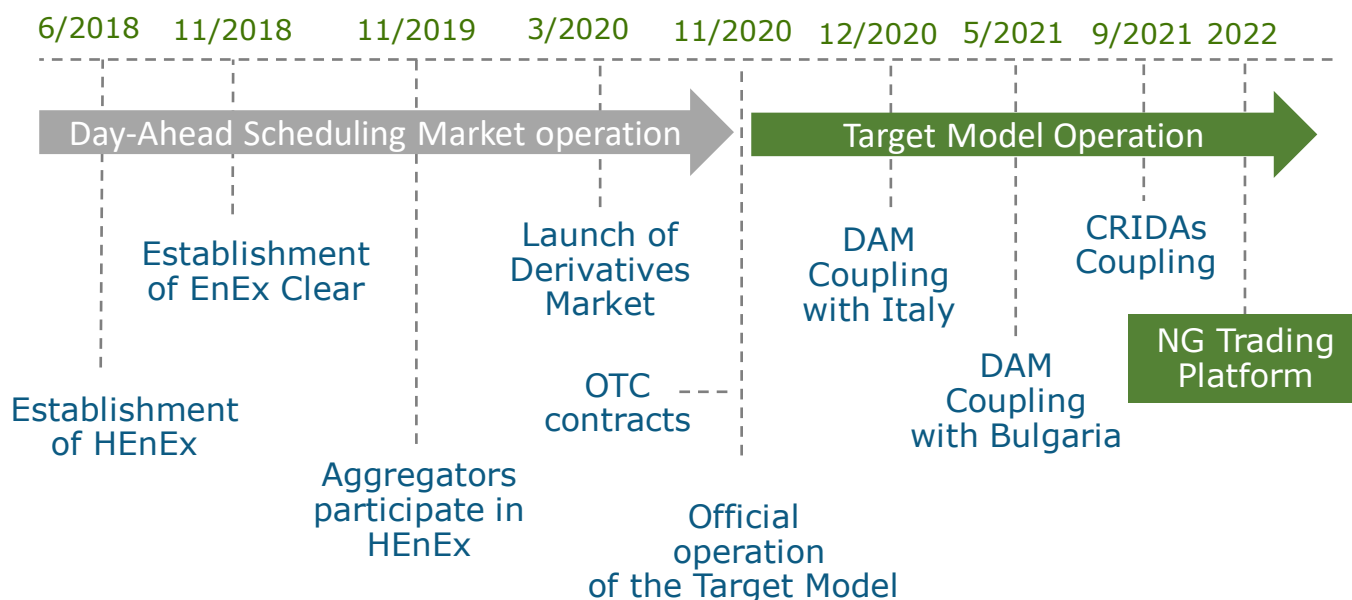 6/2018 11/2018 11/2019 3/2020 11/2020 12/2020 5/2021 9/2021 2022
Day-Ahead Scheduling Market operation
Target Model Operation
Establishment
of HEnEx
Establishment
of EnEx Clear
Aggregators
participate in
HEnEx
Launch of
Derivatives
Market
OTC
contracts
Official
operation
of the Target Model
DAM
Coupling
with Italy
DAM
Coupling
with Bulgaria
CRIDAs
Coupling
NG Trading
Platform